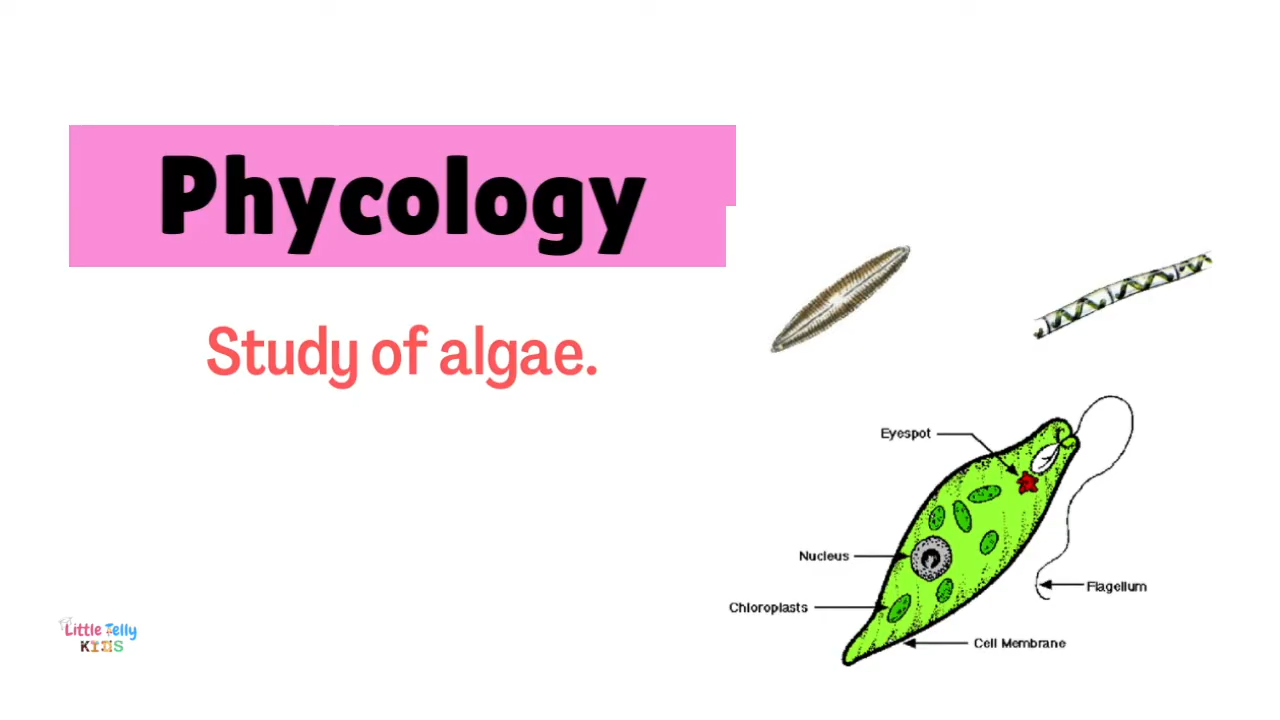 Phycology
Study of algae.
Eyespot
Nucleus
Flagellum
Chloroplasts
Cell Membrane
Little Telly
KIDS